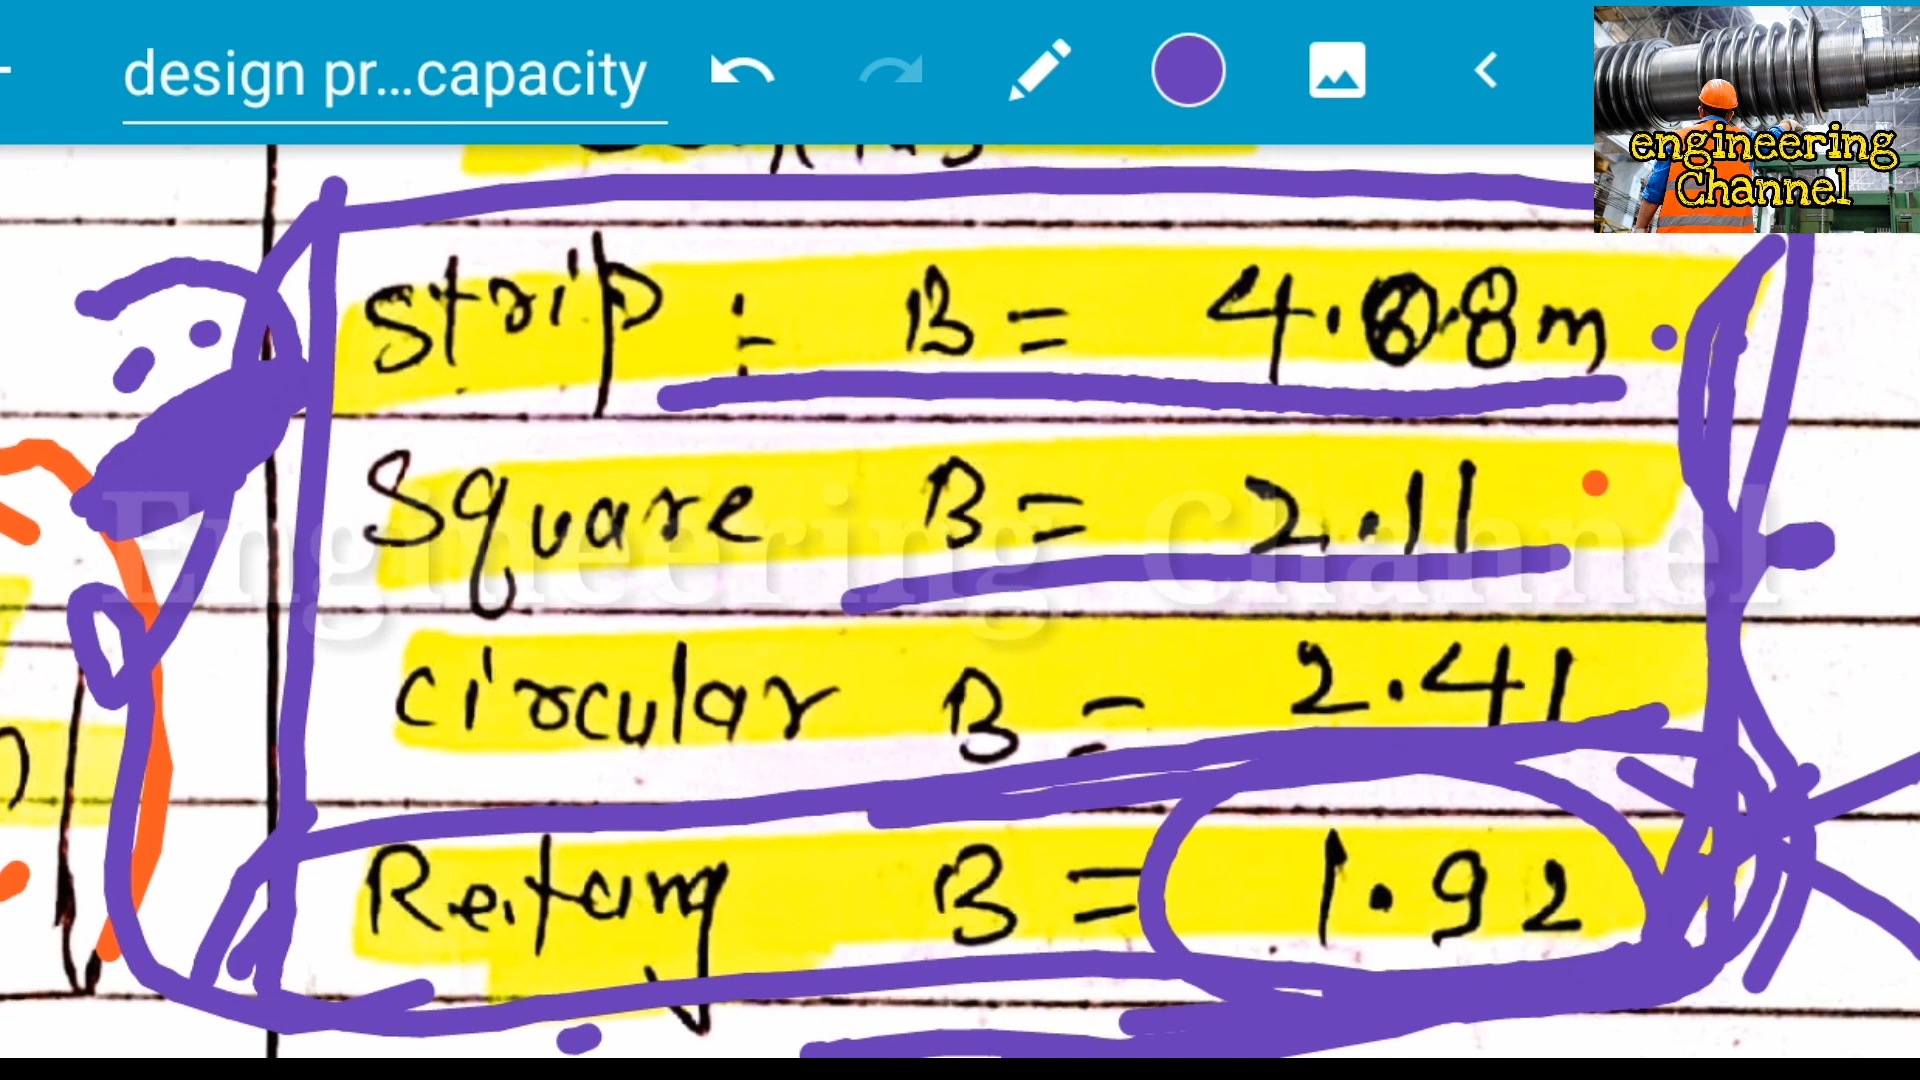 design pr...capacity
engineering
Channel
Strip :- B = 4.08m
Square B = 2.11
Circular B = 2.41
Rectang B = 1.92
Engineering Channel